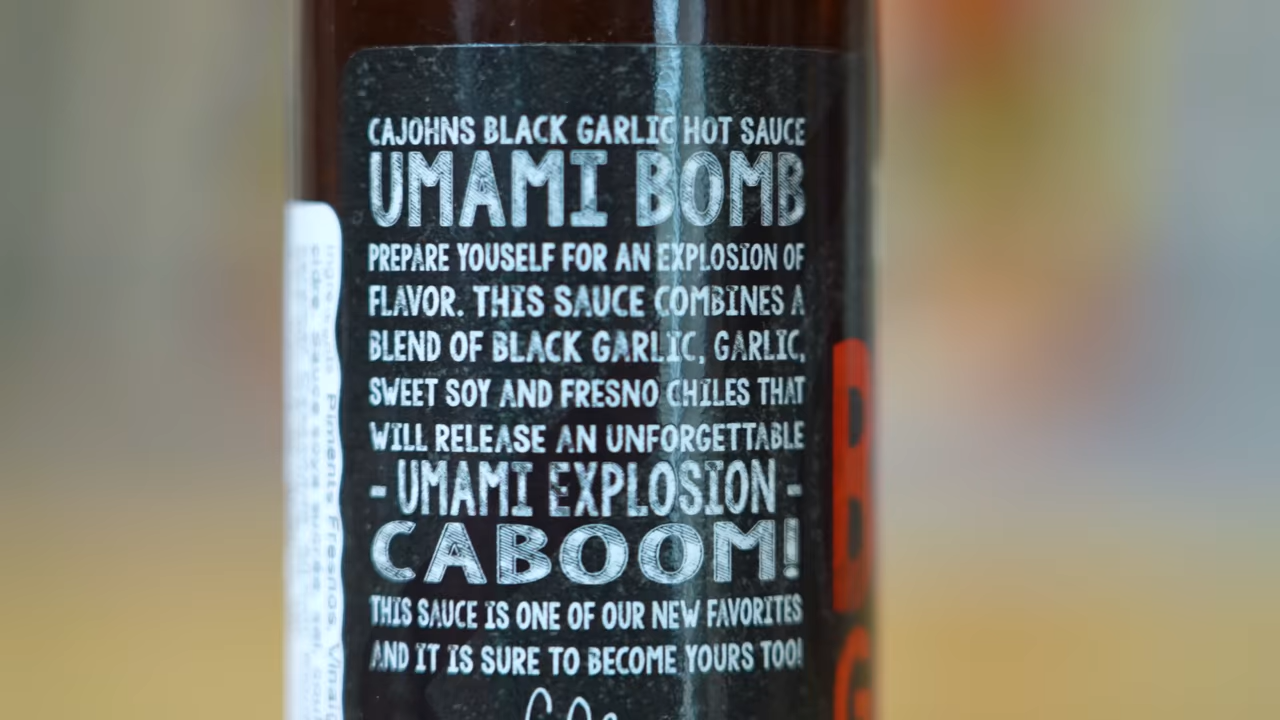 CAJOHNS BLACK GARLIC HOT SAUCE
UMAMI BOMB
PREPARE YOUSELF FOR AN EXPLOSION OF
FLAVOR. THIS SAUCE COMBINES A
BLEND OF BLACK GARLIC, GARLIC,
SWEET SOY AND FRESNO CHILES THAT
WILL RELEASE AN UNFORGETTABLE
- UMAMI EXPLOSION -
CABOOM!
THIS SAUCE IS ONE OF OUR NEW FAVORITES
AND IT IS SURE TO BECOME YOURS TOO!
Piments Fresnos,